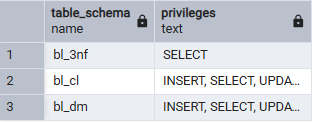 table_schema privileges
name text
1 bl_3nf SELECT
2 bl_cl INSERT, SELECT, UPDA...
3 bl_dm INSERT, SELECT, UPDA...